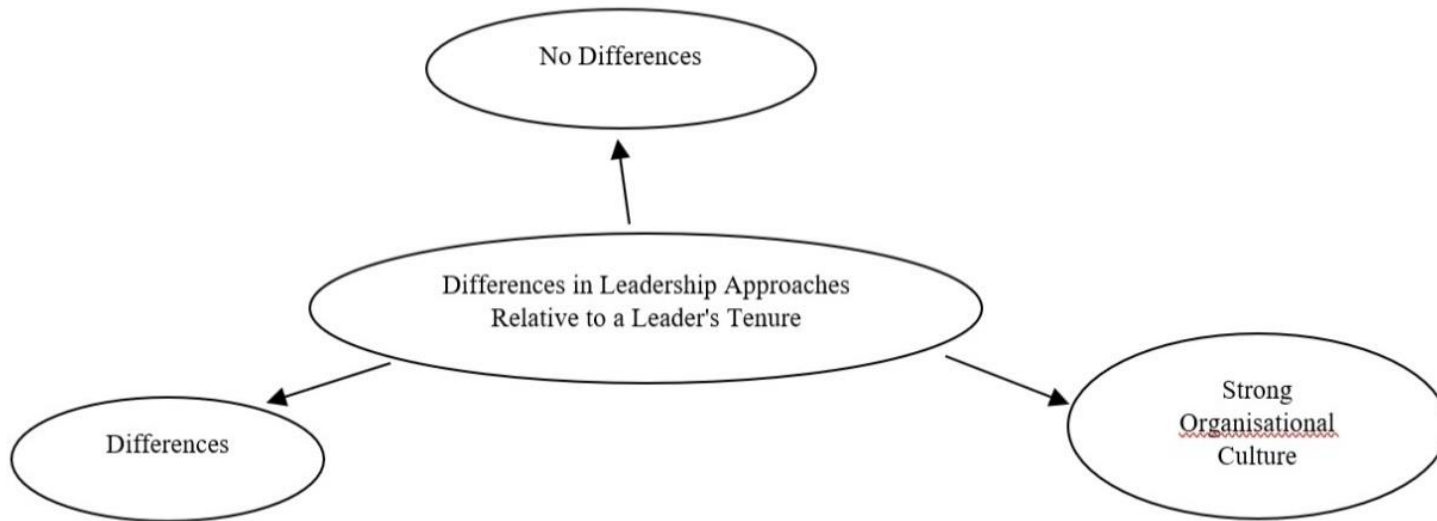 No Differences
Differences in Leadership Approaches
Relative to a Leader's Tenure
Differences
Strong
Organisational
Culture